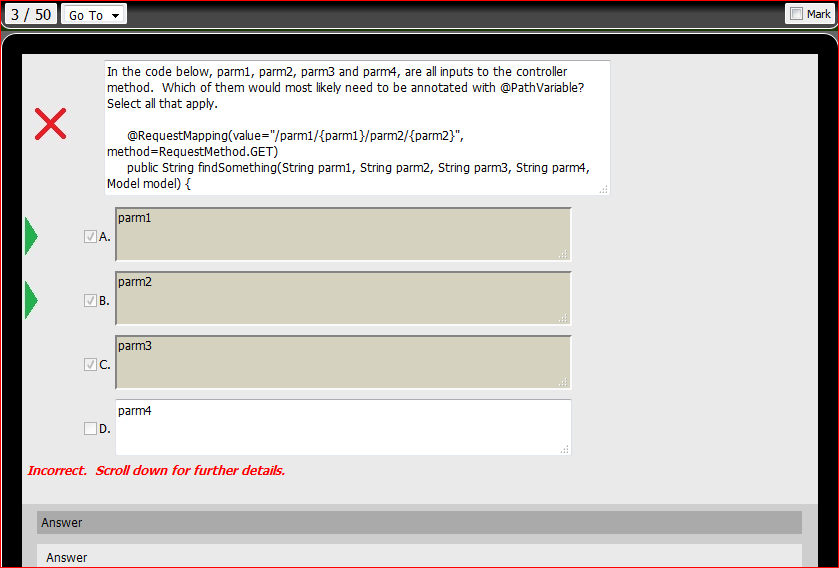 3 / 50 Go To Mark
In the code below, parm1, parm2, parm3 and parm4, are all inputs to the controller
method.  Which of them would most likely need to be annotated with @PathVariable?
Select all that apply.
@RequestMapping(value="/parm1/{parm1}/parm2/{parm2}",
method=RequestMethod.GET)
public String findSomething(String parm1, String parm2, String parm3, String parm4,
Model model) {
A. parm1
B. parm2
C. parm3
D. parm4
Incorrect.  Scroll down for further details.
Answer
Answer